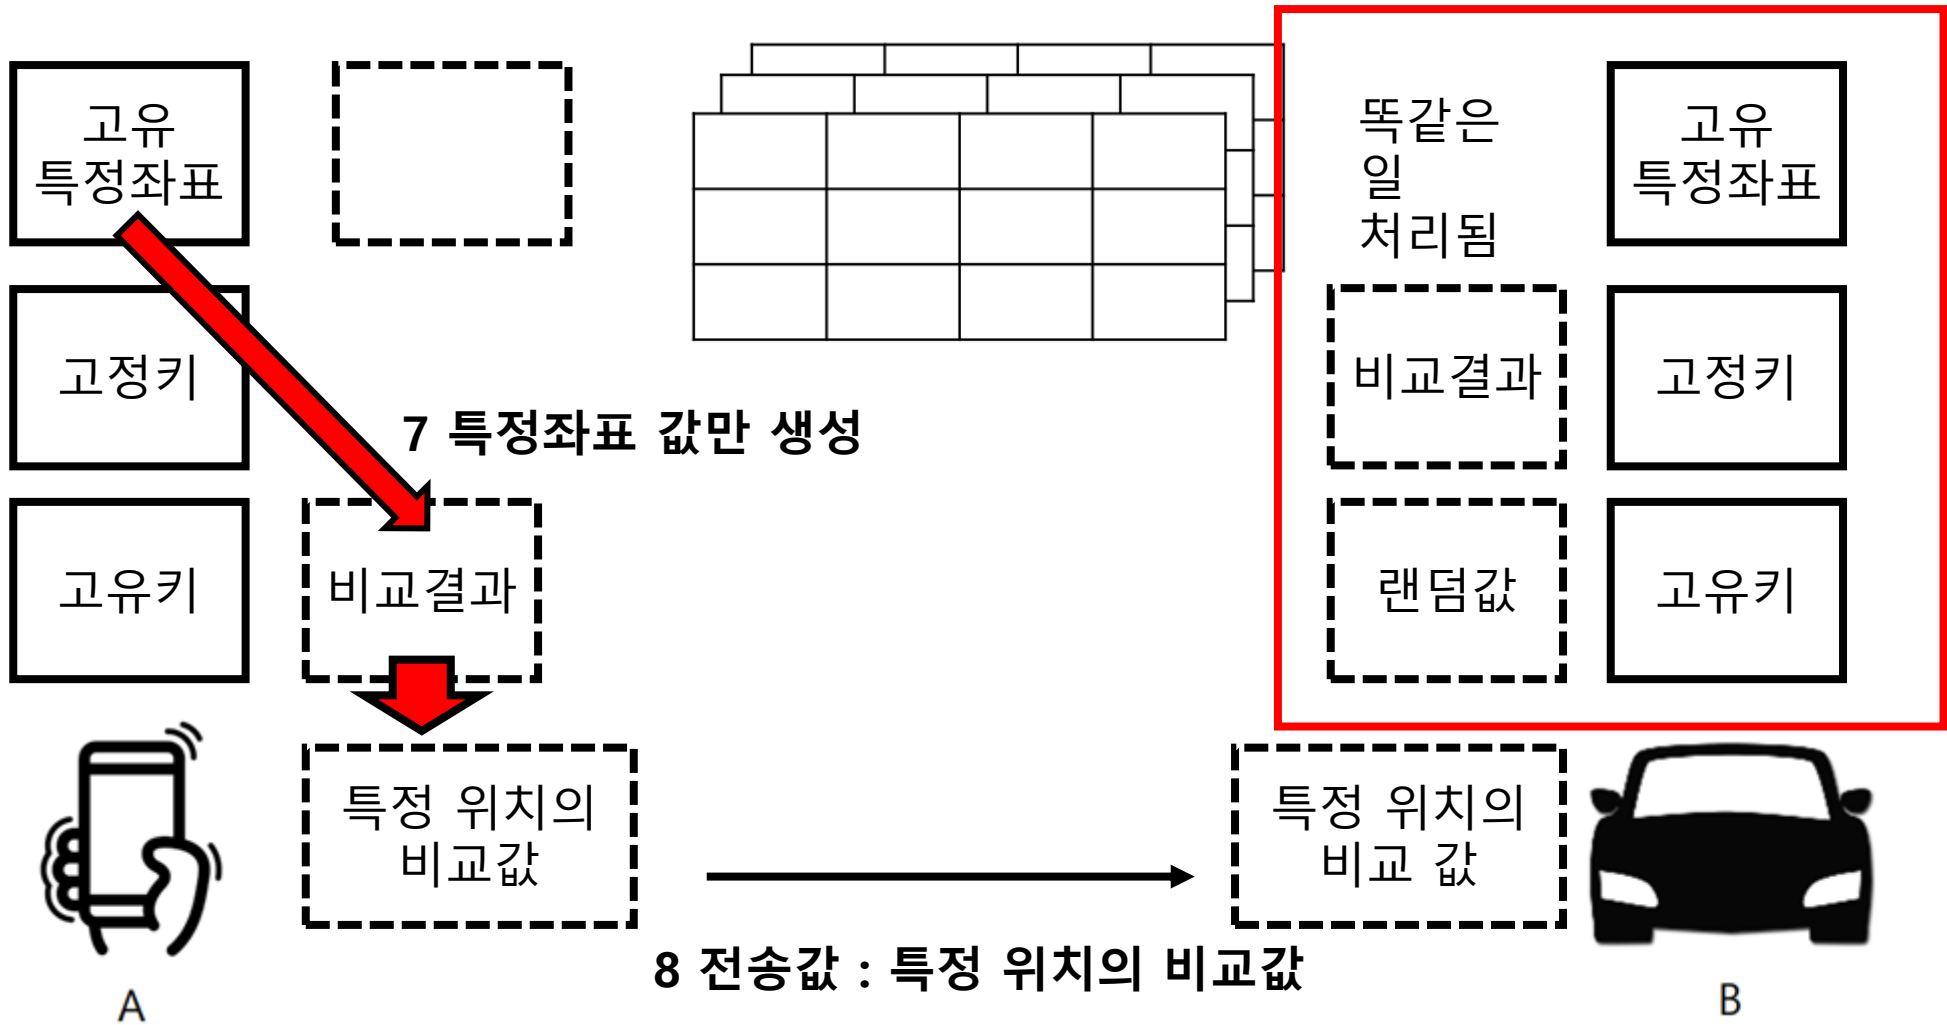 고유
특정좌표
고정키
고유키
7 특정좌표 값만 생성
비교결과
특정 위치의
비교값
A
8 전송값 : 특정 위치의 비교값
똑같은
일
처리됨
고유
특정좌표
비교결과
고정키
랜덤값
고유키
특정 위치의
비교 값
B